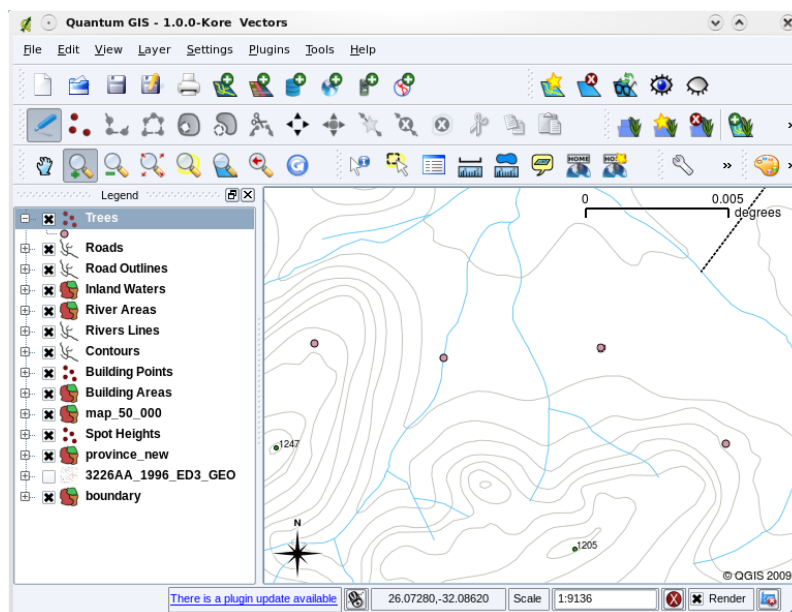 Quantum GIS - 1.0.0-Kore Vectors
File Edit View Layer Settings Plugins Tools Help
HOME HO
» »
Legend
Trees
Roads
Road Outlines
Inland Waters
River Areas
Rivers Lines
Contours
Building Points
Building Areas
map_50_000
Spot Heights
province_new
3226AA_1996_ED3_GEO
boundary
0 0.005
degrees
1247
1205
N
© QGIS 2009
There is a plugin update available 26.07280,-32.08620 Scale 1:9136 Render